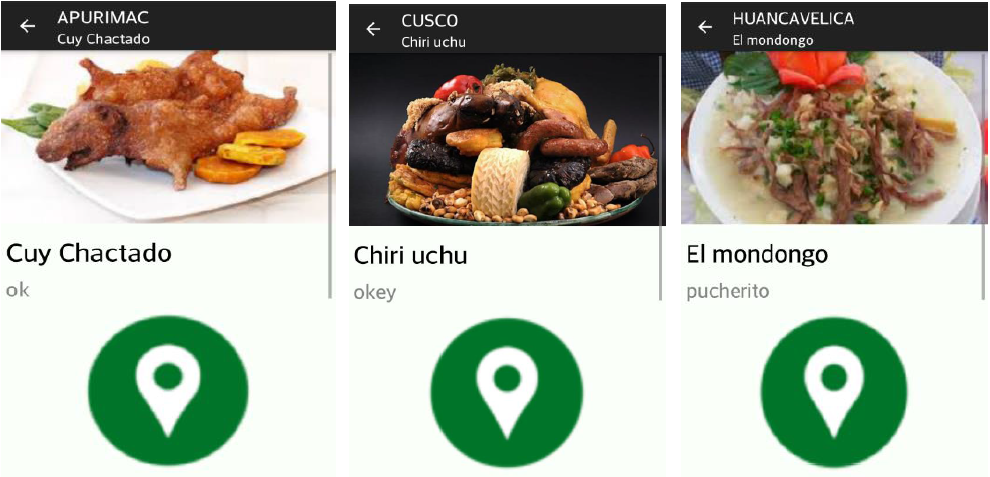 APURIMAC
Cuy Chactado
Cuy Chactado
ok
CUSCO
Chiri uchu
Chiri uchu
okey
HUANCAVELICA
El mondongo
El mondongo
pucherito